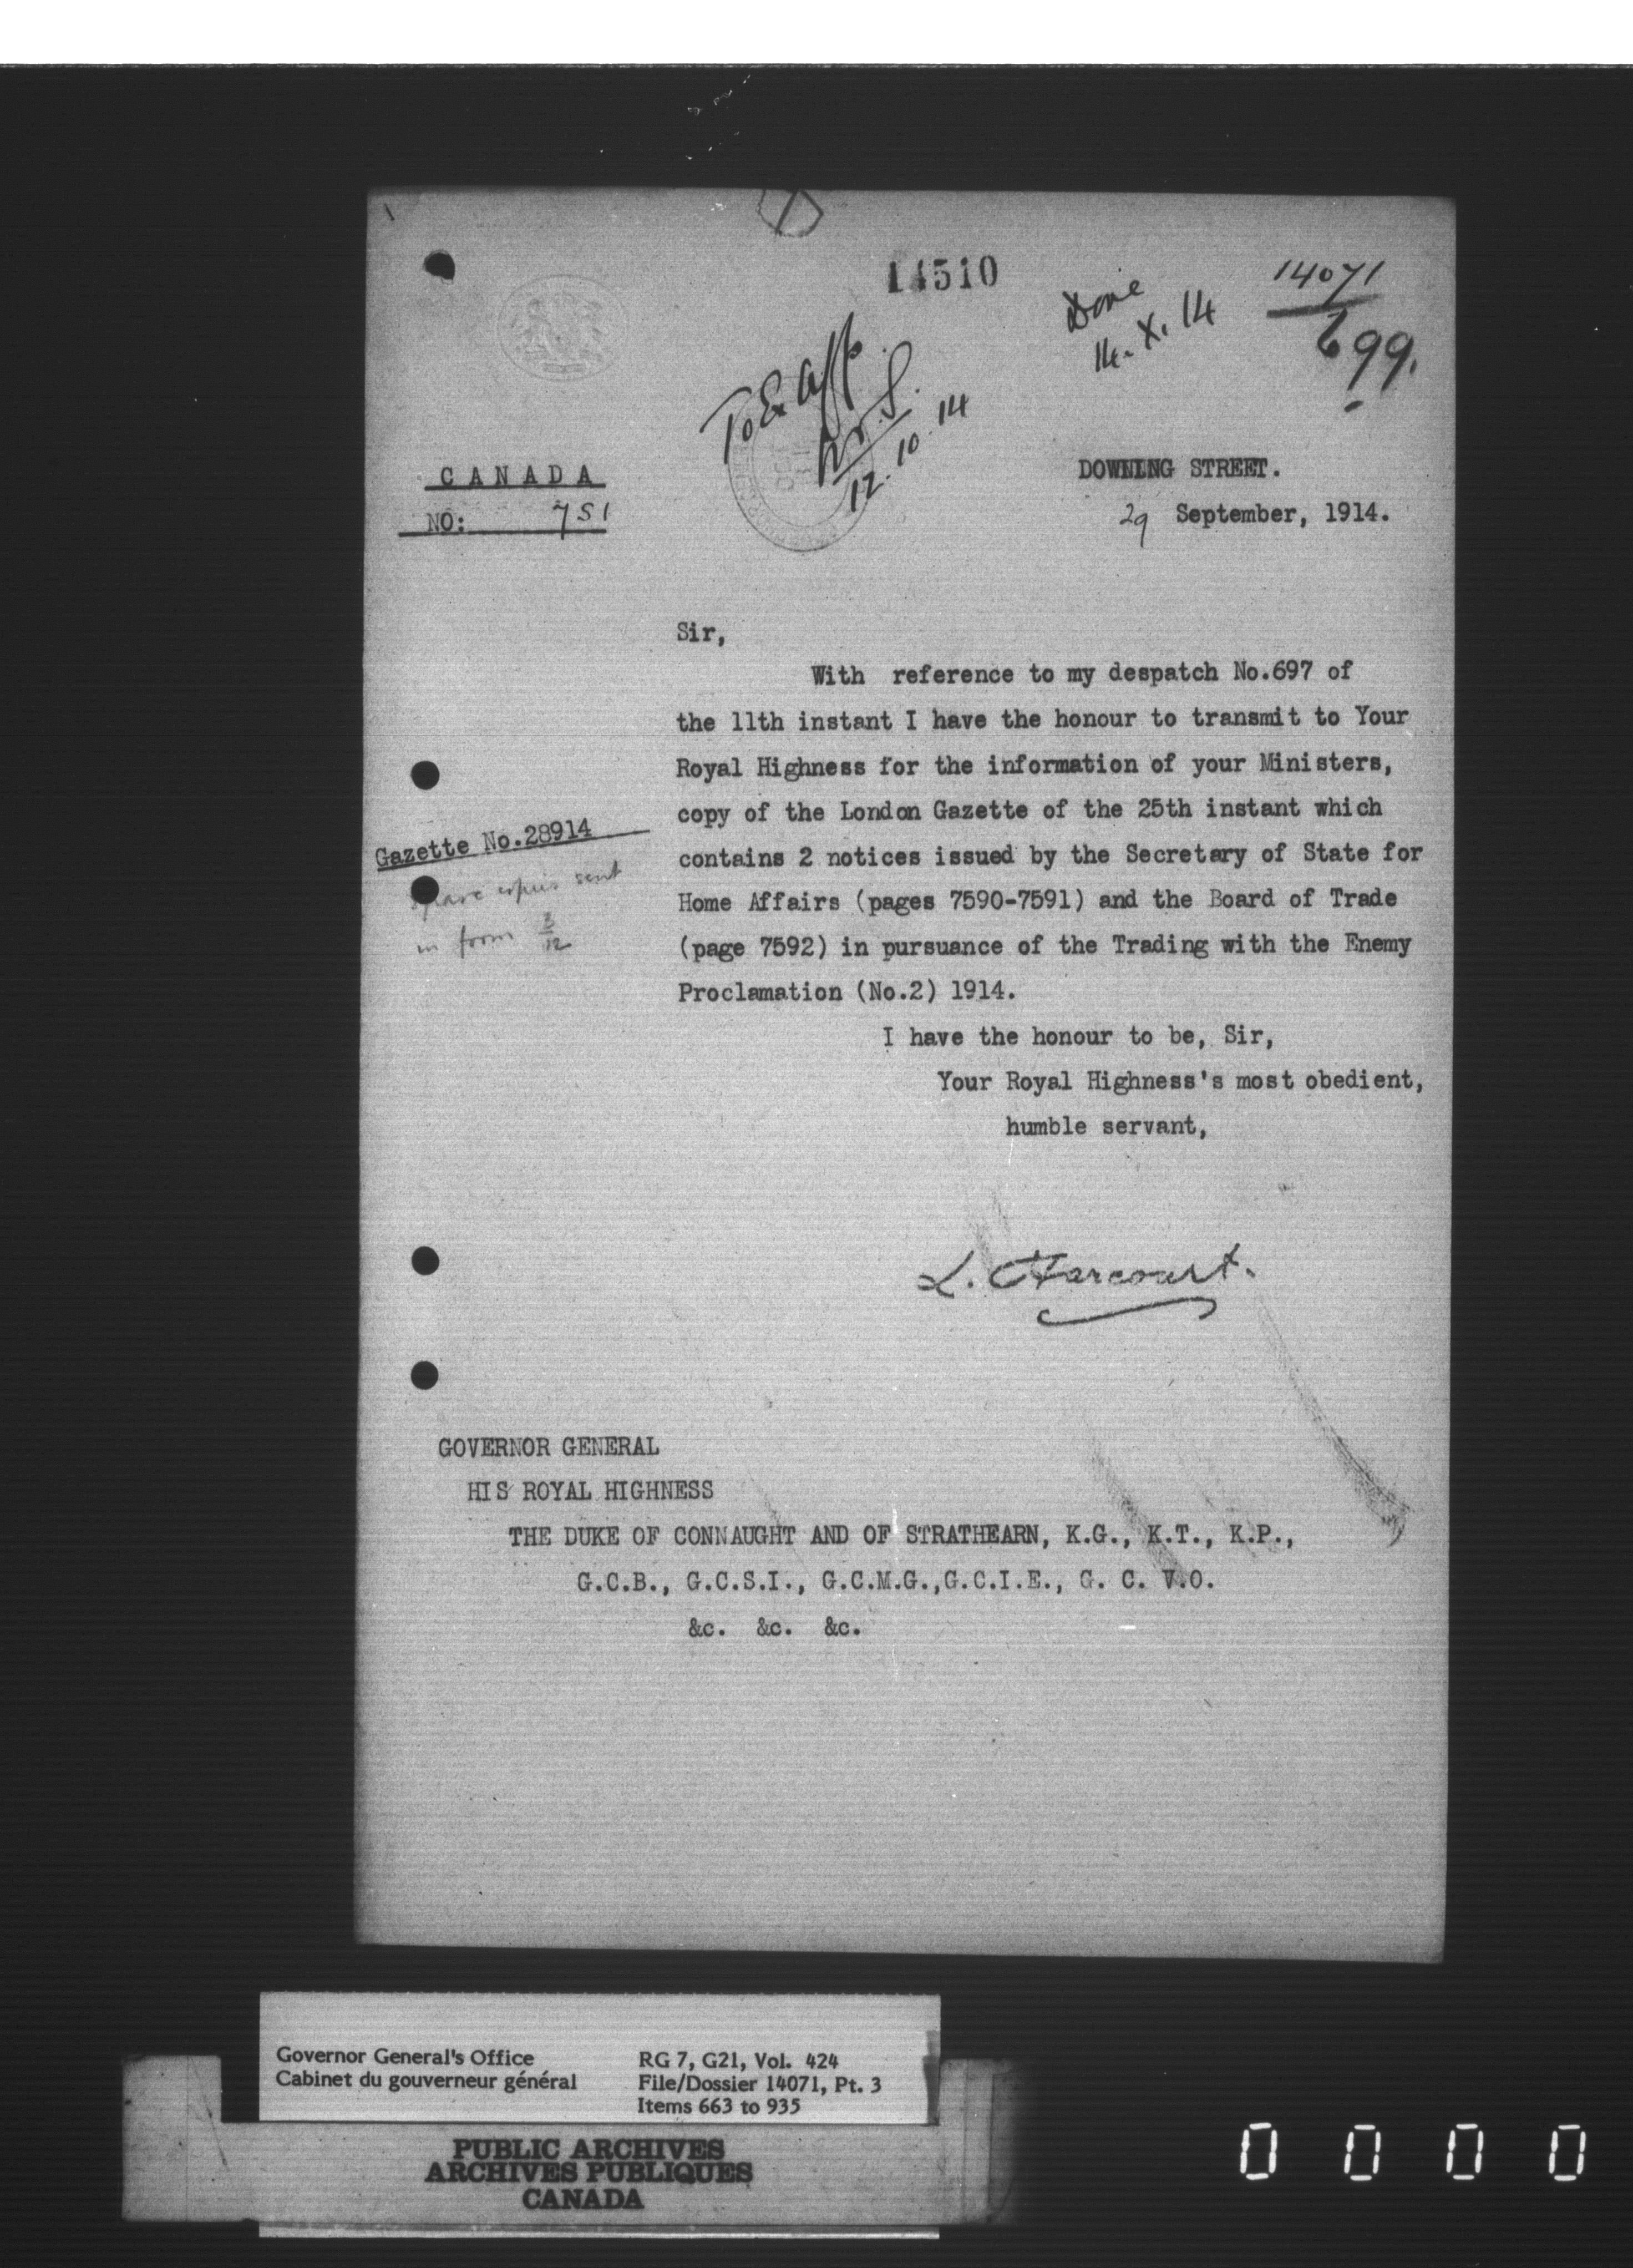 14510
Done
14. X. 14
14071
699.
To Ex. Aff.
12. 10. 14
CANADA
NO: 751
DOWNING STREET.
29 September, 1914.
Sir,
With reference to my despatch No.697 of
the 11th instant I have the honour to transmit to Your
Royal Highness for the information of your Ministers,
copy of the London Gazette of the 25th instant which
contains 2 notices issued by the Secretary of State for
Home Affairs (pages 7590-7591) and the Board of Trade
(page 7592) in pursuance of the Trading with the Enemy
Proclamation (No.2) 1914.
Gazette No.28914
Spare copies sent
in from 3/12
I have the honour to be, Sir,
Your Royal Highness's most obedient,
humble servant,
L. Harcourt.
GOVERNOR GENERAL
HIS ROYAL HIGHNESS
THE DUKE OF CONNAUGHT AND OF STRATHEARN, K.G., K.T., K.P.,
G.C.B., G.C.S.I., G.C.M.G.,G.C.I.E., G. C. V.O.
&c. &c. &c.
Governor General's Office
Cabinet du gouverneur général
RG 7, G21, Vol. 424
File/Dossier 14071, Pt. 3
Items 663 to 935
PUBLIC ARCHIVES
ARCHIVES PUBLIQUES
CANADA
0 0 0 0